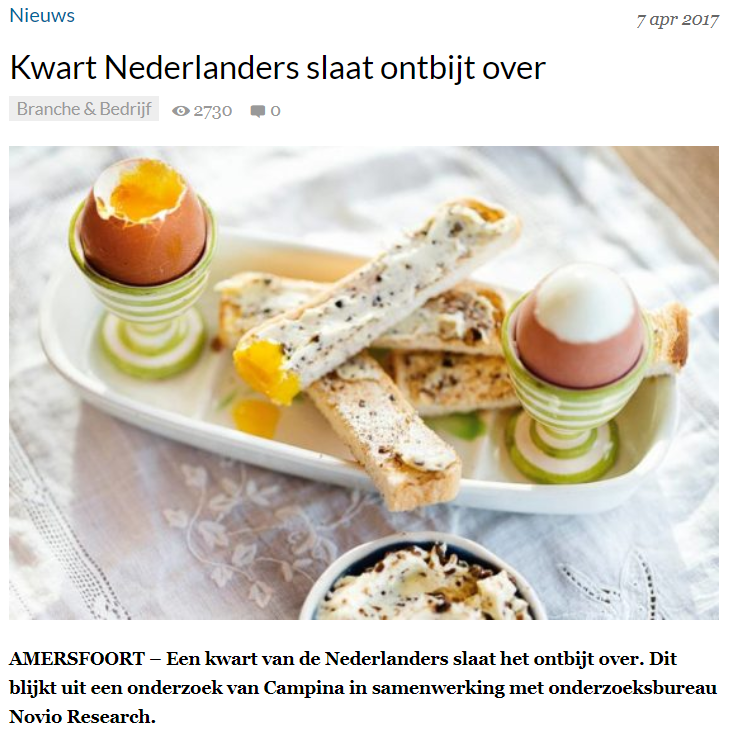 Nieuws
7 apr 2017
Kwart Nederlanders slaat ontbijt over
Branche & Bedrijf 2730 0
AMERSFOORT – Een kwart van de Nederlanders slaat het ontbijt over. Dit
blijkt uit een onderzoek van Campina in samenwerking met onderzoeksbureau
Novio Research.